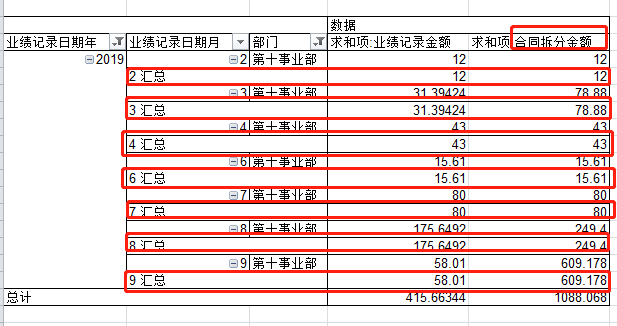 数据
业绩记录日期年 业绩记录日期月 部门 求和项:业绩记录金额 求和项 合同拆分金额
2019 2 第十事业部 12 12
2 汇总 12 12
3 第十事业部 31.39424 78.88
3 汇总 31.39424 78.88
4 第十事业部 43 43
4 汇总 43 43
6 第十事业部 15.61 15.61
6 汇总 15.61 15.61
7 第十事业部 80 80
7 汇总 80 80
8 第十事业部 175.6492 249.4
8 汇总 175.6492 249.4
9 第十事业部 58.01 609.178
9 汇总 58.01 609.178
总计 415.66344 1088.068